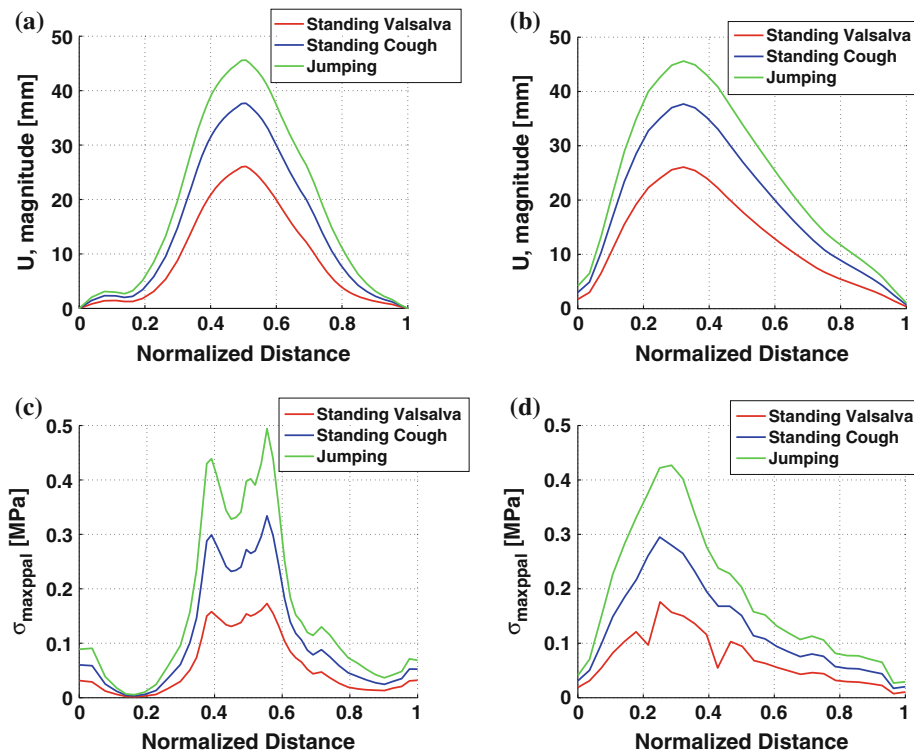 (a)
Standing Valsalva
Standing Cough
Jumping
U, magnitude [mm]
50
40
30
20
10
0
0 0.2 0.4 0.6 0.8 1
Normalized Distance
(b)
Standing Valsalva
Standing Cough
Jumping
U, magnitude [mm]
50
40
30
20
10
0
0 0.2 0.4 0.6 0.8 1
Normalized Distance
(c)
Standing Valsalva
Standing Cough
Jumping
σmaxppal [MPa]
0.5
0.4
0.3
0.2
0.1
0
0 0.2 0.4 0.6 0.8 1
Normalized Distance
(d)
Standing Valsalva
Standing Cough
Jumping
σmaxppal [MPa]
0.5
0.4
0.3
0.2
0.1
0
0 0.2 0.4 0.6 0.8 1
Normalized Distance